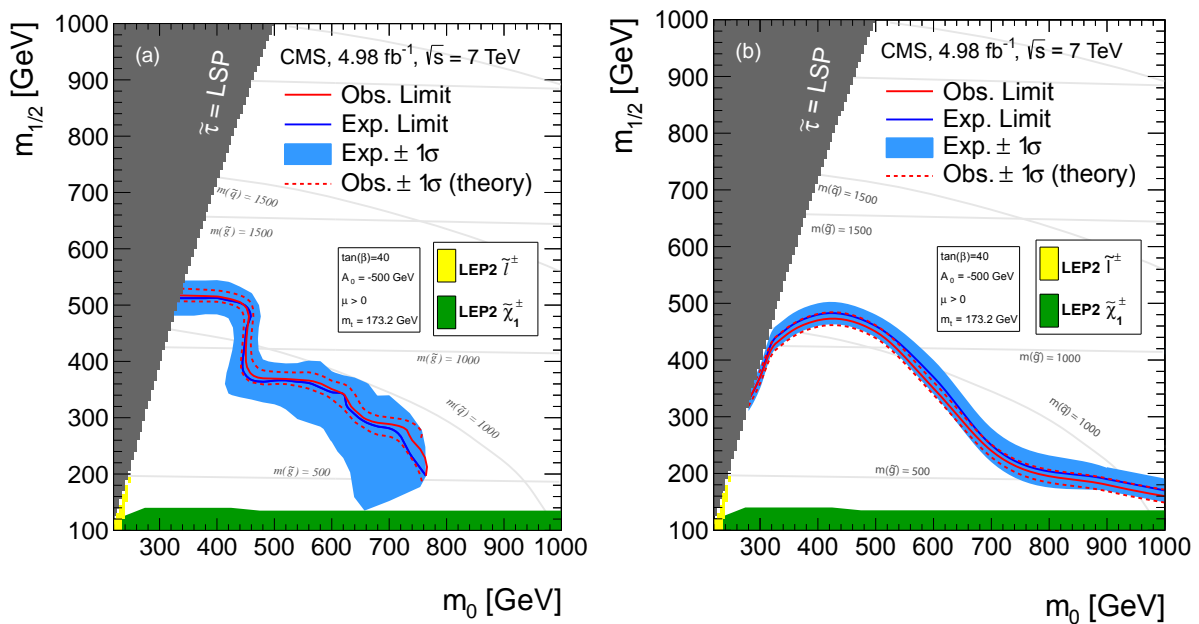 (a)
CMS, 4.98 fb⁻¹, √s = 7 TeV
τ̃ = LSP
Obs. Limit
Exp. Limit
Exp. ± 1σ
Obs. ± 1σ (theory)
m(q̃) = 1500
m(g̃) = 1500
tan(β)=40
A₀ = -500 GeV
μ > 0
mₜ = 173.2 GeV
LEP2 l̃±
LEP2 χ̃₁±
m(g̃) = 1000
m(q̃) = 1000
m(g̃) = 500
m₁/₂ [GeV]
1000
900
800
700
600
500
400
300
200
100
300 400 500 600 700 800 900 1000
m₀ [GeV]
(b)
CMS, 4.98 fb⁻¹, √s = 7 TeV
τ̃ = LSP
Obs. Limit
Exp. Limit
Exp. ± 1σ
Obs. ± 1σ (theory)
m(q̃) = 1500
m(g̃) = 1500
tan(β)=40
A₀ = -500 GeV
μ > 0
mₜ = 173.2 GeV
LEP2 l̃±
LEP2 χ̃₁±
m(g̃) = 1000
m(q̃) = 1000
m(g̃) = 500
m₁/₂ [GeV]
1000
900
800
700
600
500
400
300
200
100
300 400 500 600 700 800 900 1000
m₀ [GeV]